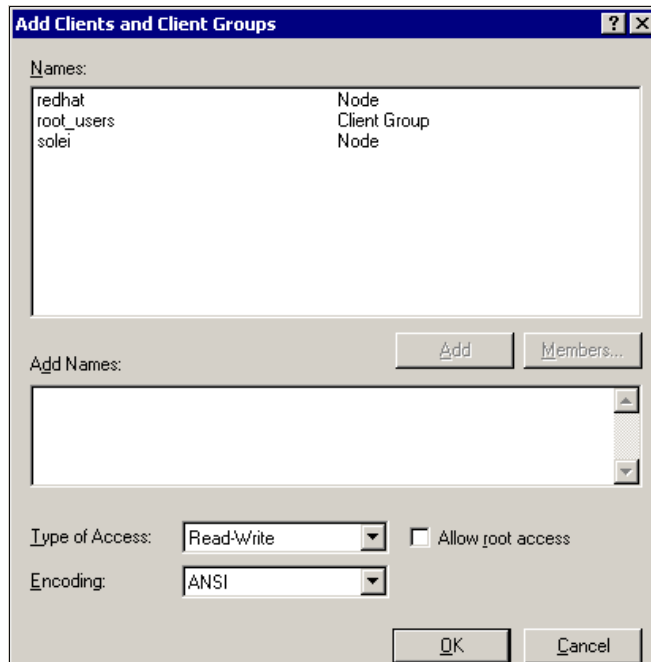 Add Clients and Client Groups
Names:
redhat Node
root_users Client Group
solei Node
Add Members...
Add Names:
Type of Access: Read-Write Allow root access
Encoding: ANSI
OK Cancel